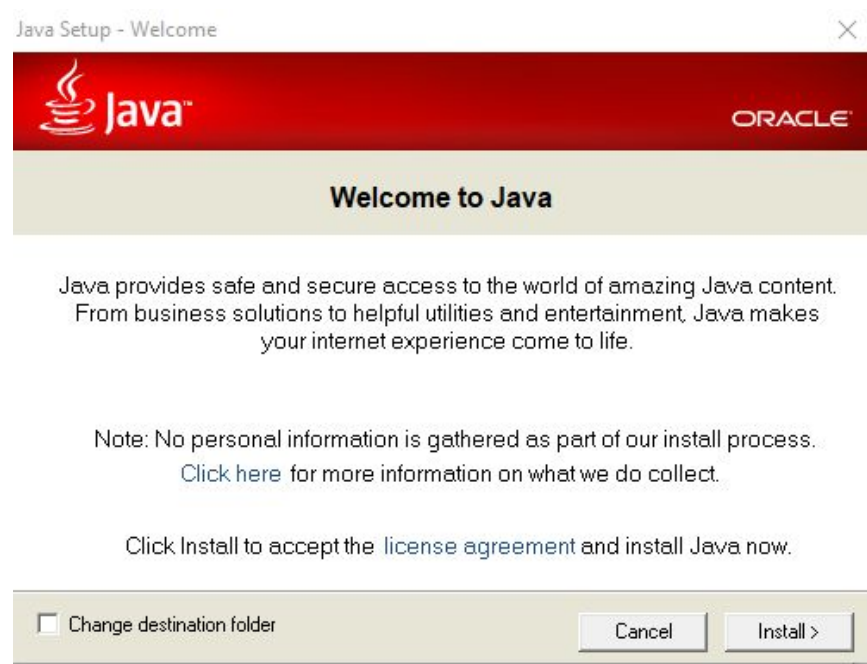 Java Setup - Welcome
Java™
ORACLE
Welcome to Java
Java provides safe and secure access to the world of amazing Java content.
From business solutions to helpful utilities and entertainment, Java makes
your internet experience come to life.
Note: No personal information is gathered as part of our install process.
Click here for more information on what we do collect.
Click Install to accept the license agreement and install Java now.
Change destination folder
Cancel
Install >